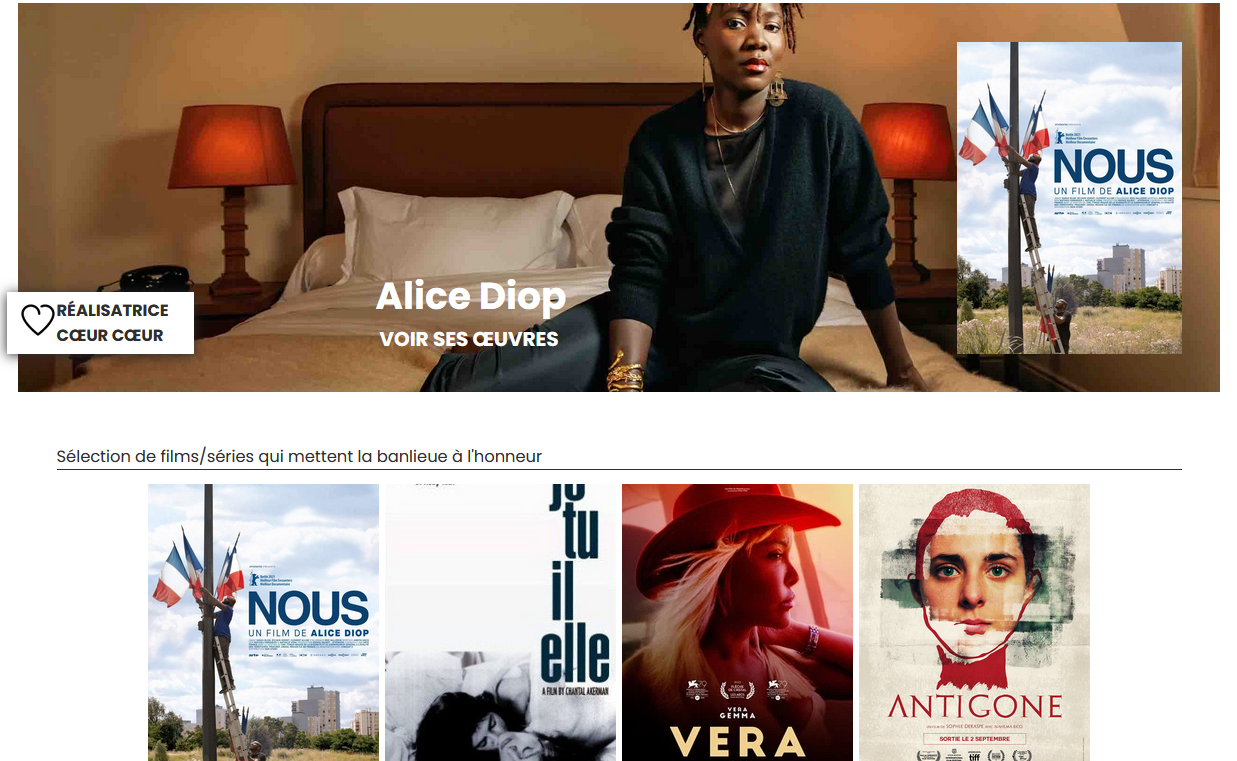 NOUS
UN FILM DE ALICE DIOP
Alice Diop
VOIR SES ŒUVRES
RÉALISATRICE
CŒUR CŒUR
Sélection de films/séries qui mettent la banlieue à l'honneur
NOUS
UN FILM DE ALICE DIOP
tu
il
elle
A FILM BY CHANTAL AKERMAN
VERA
GEMMA
VERA
ANTIGONE
SORTIE LE 2 SEPTEMBRE
tiff